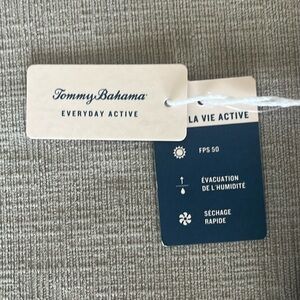 Tommy Bahama
EVERYDAY ACTIVE
LA VIE ACTIVE
FPS 50
ÉVACUATION
DE L'HUMIDITÉ
SÉCHAGE
RAPIDE